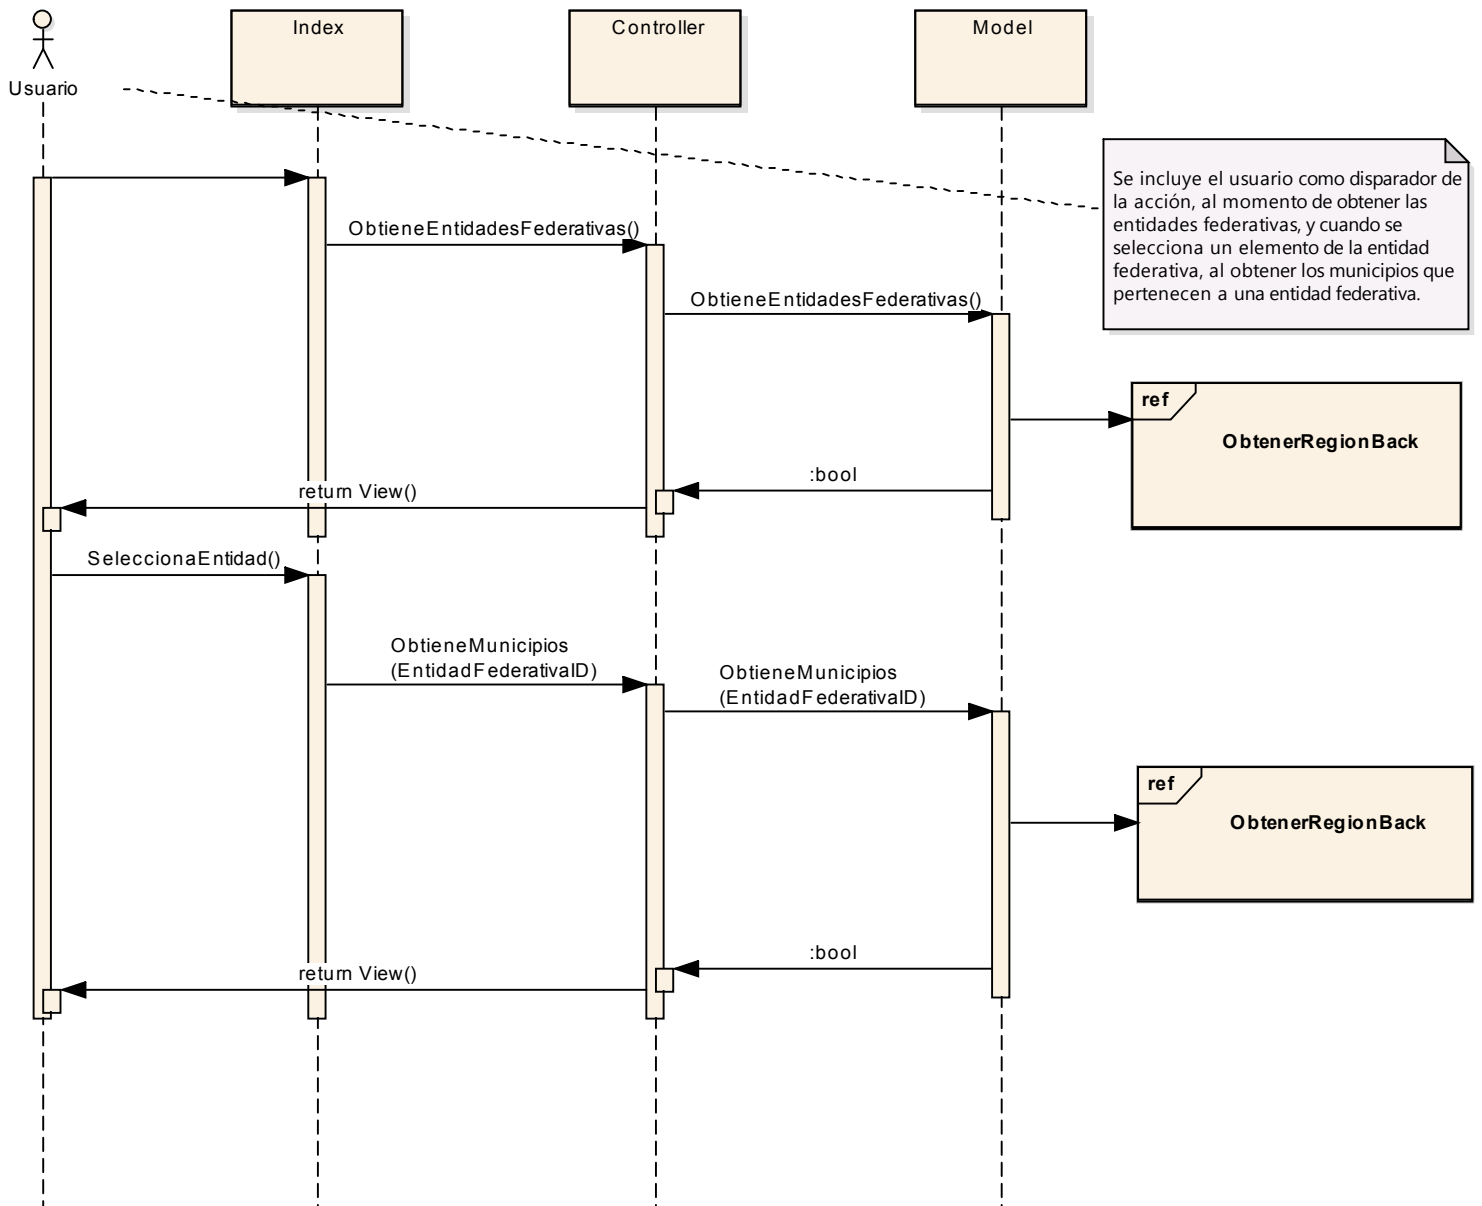 Index
Controller
Model
Usuario
Se incluye el usuario como disparador de
la acción, al momento de obtener las
entidades federativas, y cuando se
selecciona un elemento de la entidad
federativa, al obtener los municipios que
pertenecen a una entidad federativa.
ObtieneEntidadesFederativas()
ObtieneEntidadesFederativas()
ref
ObtenerRegionBack
:bool
return View()
SeleccionaEntidad()
ObtieneMunicipios
(EntidadFederativaID)
ObtieneMunicipios
(EntidadFederativaID)
ref
ObtenerRegionBack
:bool
return View()